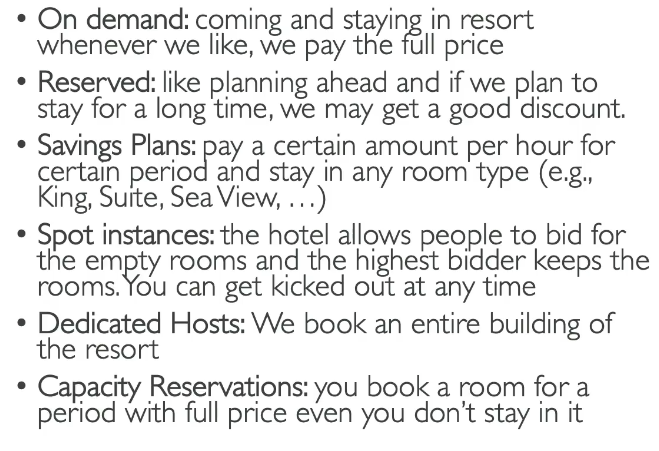 • On demand: coming and staying in resort
whenever we like, we pay the full price
• Reserved: like planning ahead and if we plan to
stay for a long time, we may get a good discount.
• Savings Plans: pay a certain amount per hour for
certain period and stay in any room type (e.g.,
King, Suite, Sea View, …)
• Spot instances: the hotel allows people to bid for
the empty rooms and the highest bidder keeps the
rooms. You can get kicked out at any time
• Dedicated Hosts: We book an entire building of
the resort
• Capacity Reservations: you book a room for a
period with full price even you don’t stay in it